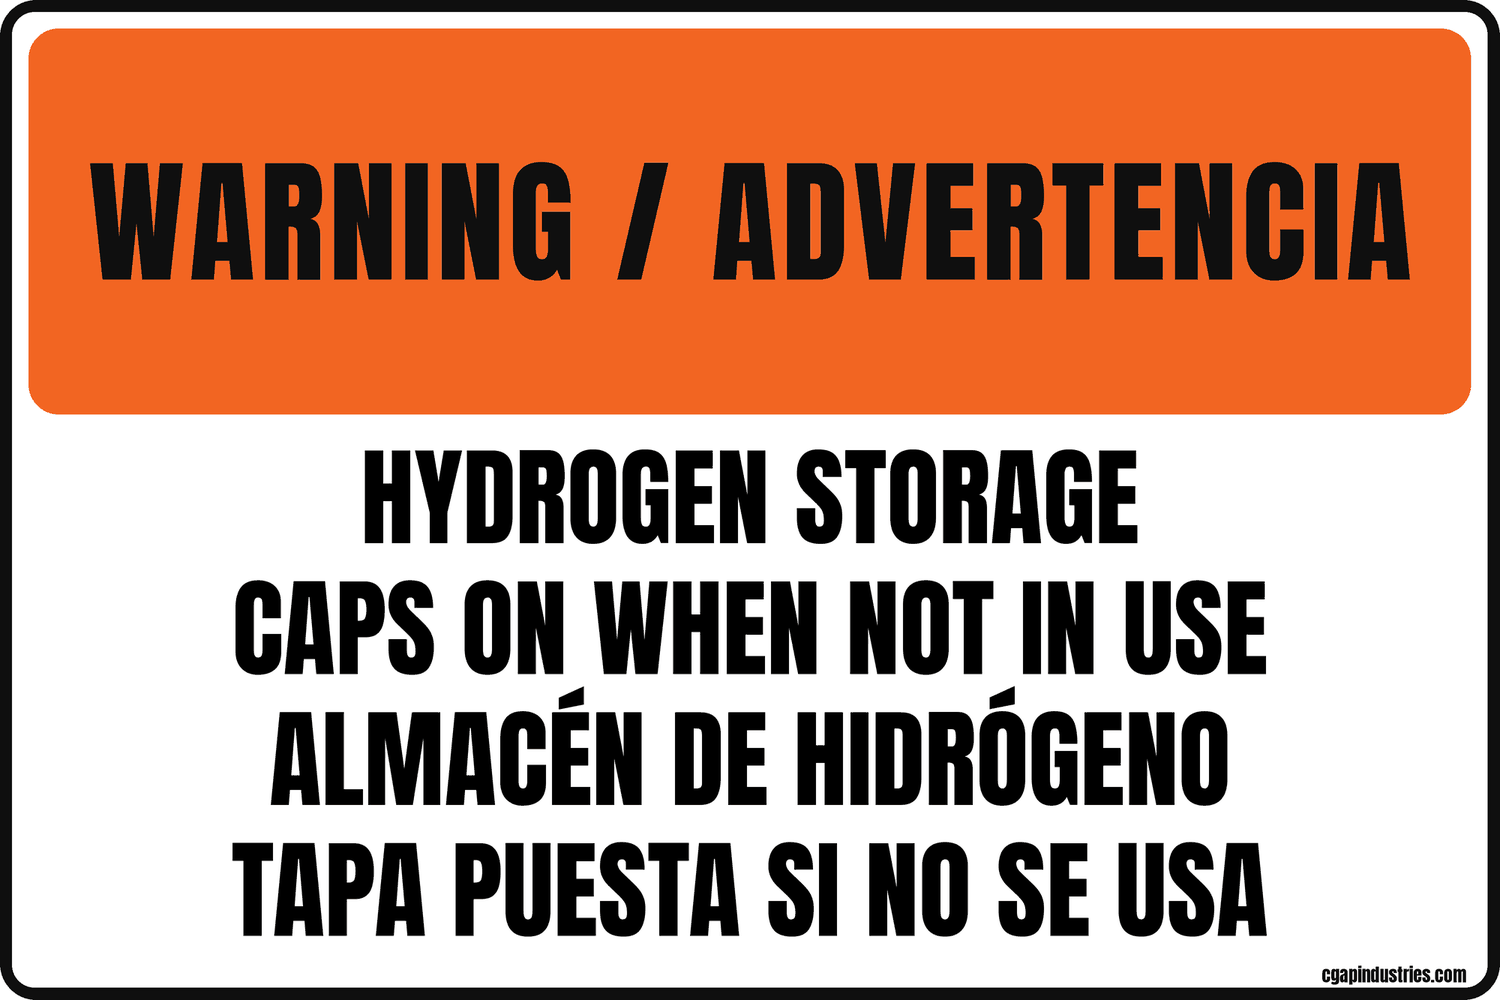 WARNING / ADVERTENCIA
HYDROGEN STORAGE
CAPS ON WHEN NOT IN USE
ALMACÉN DE HIDRÓGENO
TAPA PUESTA SI NO SE USA
cgapindustries.com